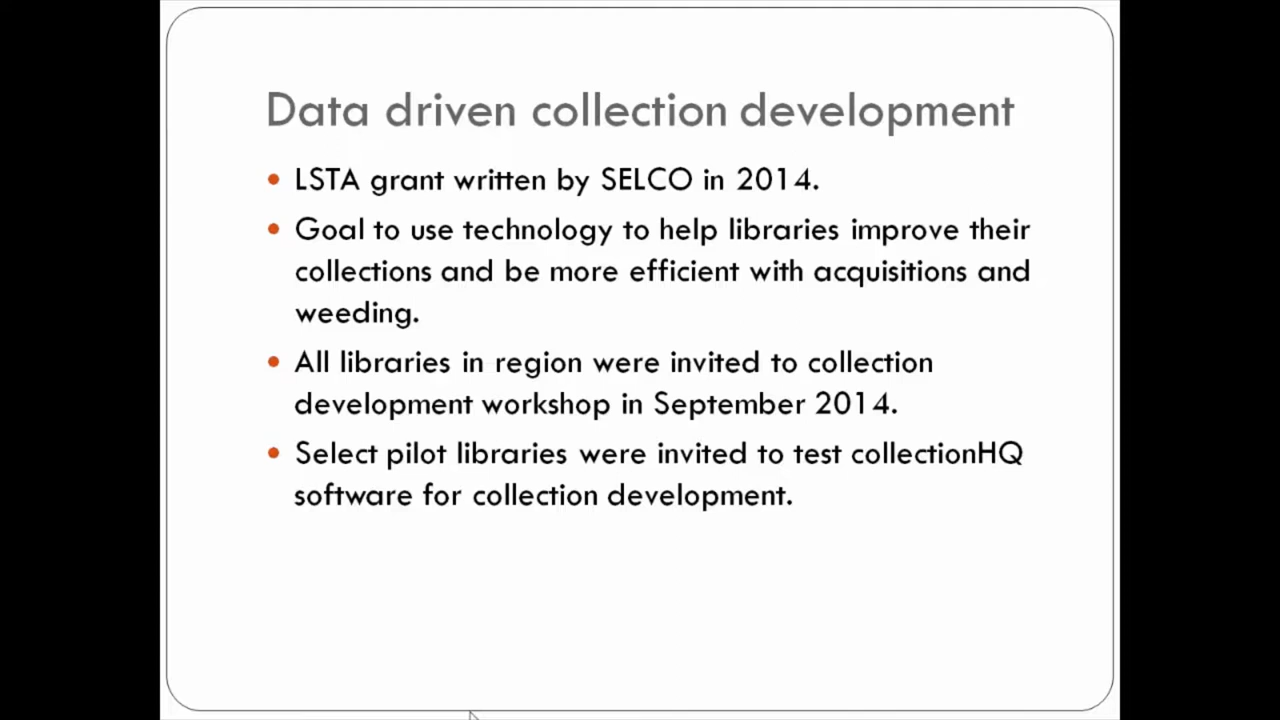 Data driven collection development
LSTA grant written by SELCO in 2014.
Goal to use technology to help libraries improve their
collections and be more efficient with acquisitions and
weeding.
All libraries in region were invited to collection
development workshop in September 2014.
Select pilot libraries were invited to test collectionHQ
software for collection development.